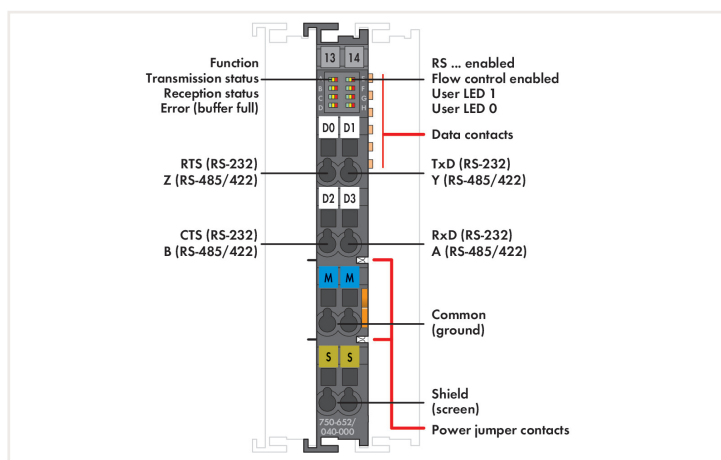 Function
Transmission status
Reception status
Error (buffer full)
13 14
RS ... enabled
Flow control enabled
User LED 1
User LED 0
A E
B F
C G
D H
Data contacts
D0 D1
RTS (RS-232)
Z (RS-485/422)
TxD (RS-232)
Y (RS-485/422)
D2 D3
CTS (RS-232)
B (RS-485/422)
RxD (RS-232)
A (RS-485/422)
M M
Common
(ground)
S S
Shield
(screen)
750-652/
040-000
Power jumper contacts